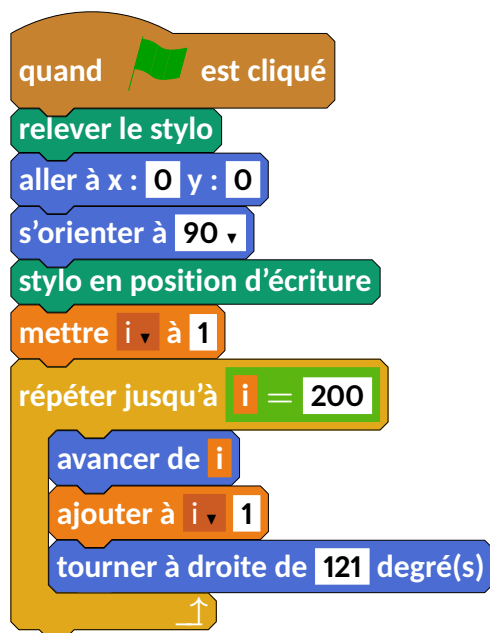 quand est cliqué
relever le stylo
aller à x : 0 y : 0
s’orienter à 90 ▾
stylo en position d’écriture
mettre i ▾ à 1
répéter jusqu’à i = 200
avancer de i
ajouter à i ▾ 1
tourner à droite de 121 degré(s)